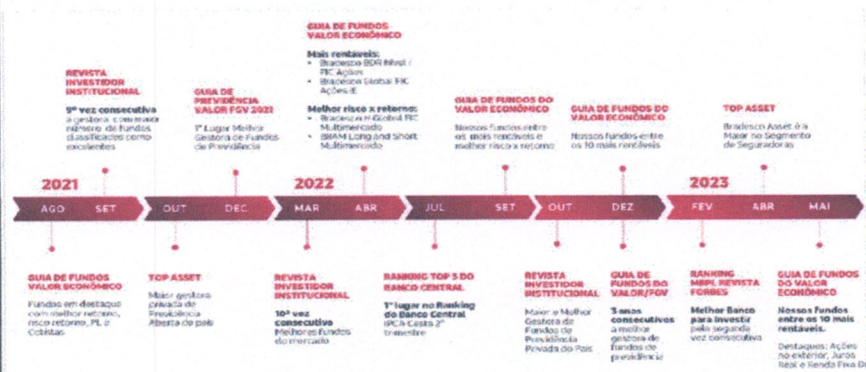 GUIA DE FUNDOS
VALOR ECONÔMICO
Mais rentáveis:
• Bradesco BDR Nível I
FIC Ações
• Bradesco Global FIC
Ações IE
Melhor risco x retorno:
• Bradesco H Global FIC
Multimercado
• BRAM Long and Short
Multimercado
REVISTA
INVESTIDOR
INSTITUCIONAL
9ª vez consecutiva
a gestora com maior
número de fundos
classificados como
excelentes
GUIA DE
PREVIDÊNCIA
VALOR FGV 2021
1º Lugar Melhor
Gestora de Fundos
de Previdência
GUIA DE FUNDOS DO
VALOR ECONÔMICO
Nossos fundos entre
os mais rentáveis e
melhor risco x retorno
GUIA DE FUNDOS DO
VALOR ECONÔMICO
Nossos fundos entre
os 10 mais rentáveis
TOP ASSET
Bradesco Asset é a
Maior no Segmento
de Seguradoras
2021
2022
2023
AGO SET OUT DEC MAR ABR JUL SET OUT DEZ FEV ABR MAI
GUIA DE FUNDOS
VALOR ECONÔMICO
Fundos em destaque
com melhor retorno,
risco retorno, PL e
Cotistas
TOP ASSET
Maior gestora
privada de
Previdência
Aberta do país
REVISTA
INVESTIDOR
INSTITUCIONAL
10ª vez
consecutiva
Melhores fundos
do mercado
RANKING TOP 5 DO
BANCO CENTRAL
1º lugar no Ranking
do Banco Central
IPCA Cesta 2º
trimestre
REVISTA
INVESTIDOR
INSTITUCIONAL
Maior e Melhor
Gestora de
Fundos de
Previdência
Privada do País
GUIA DE
FUNDOS DO
VALOR/FGV
3 anos
consecutivos
a melhor
gestora de
fundos de
previdência
RANKING
MBPI, REVISTA
FORBES
Melhor Banco
para Investir
pela segunda
vez consecutiva
GUIA DE FUNDOS
DO VALOR
ECONÔMICO
Nossos fundos
entre os 10 mais
rentáveis.
Destaques: Ações
no exterior, Juros
Real e Renda Fixa